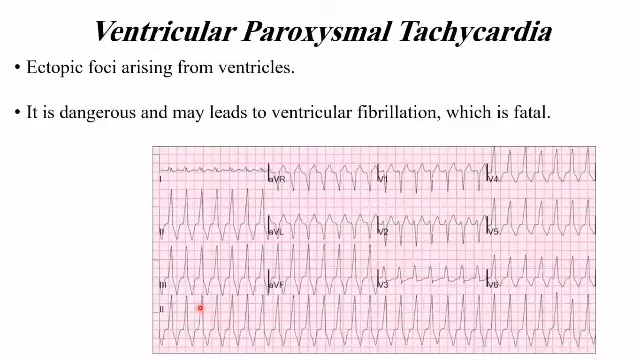 Ventricular Paroxysmal Tachycardia
• Ectopic foci arising from ventricles.
• It is dangerous and may leads to ventricular fibrillation, which is fatal.
I aVR V1 V4
II aVL V2 V5
III aVF V3 V6
II